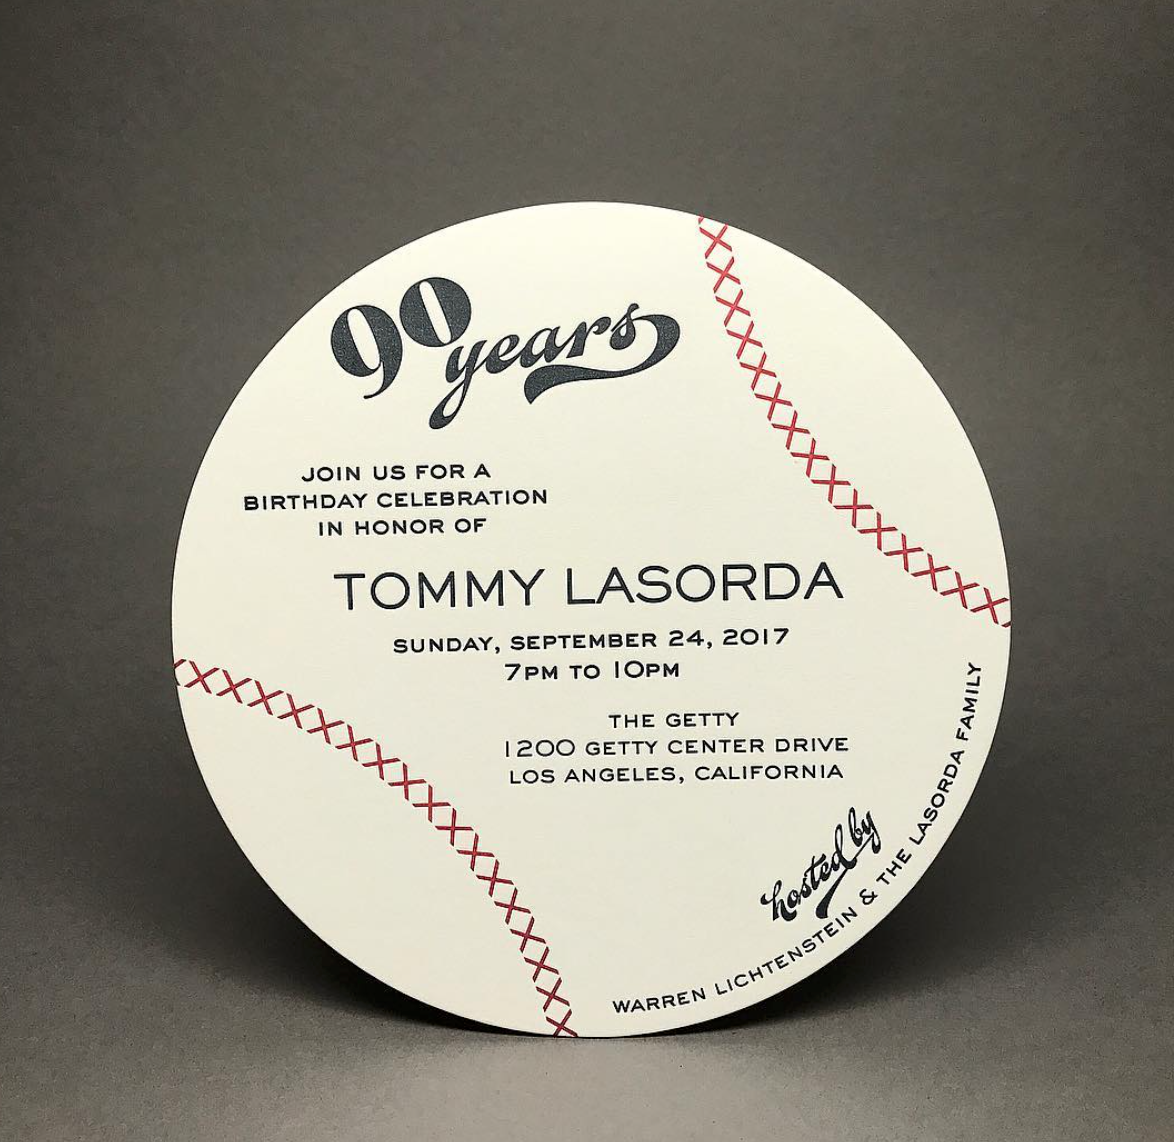 90 years
JOIN US FOR A
BIRTHDAY CELEBRATION
IN HONOR OF
TOMMY LASORDA
SUNDAY, SEPTEMBER 24, 2017
7PM TO 10PM
THE GETTY
1200 GETTY CENTER DRIVE
LOS ANGELES, CALIFORNIA
hosted by
WARREN LICHTENSTEIN & THE LASORDA FAMILY